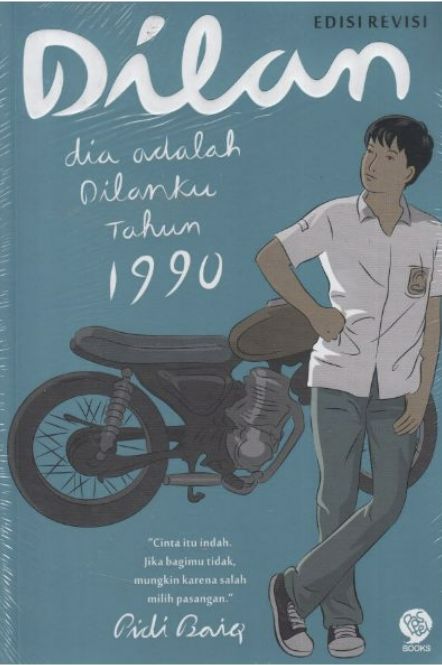 EDISI REVISI
Dilan
dia adalah
Dilanku
Tahun
1990
"Cinta itu indah.
Jika bagimu tidak,
mungkin karena salah
milih pasangan."
Pidi Baiq
BOOKS